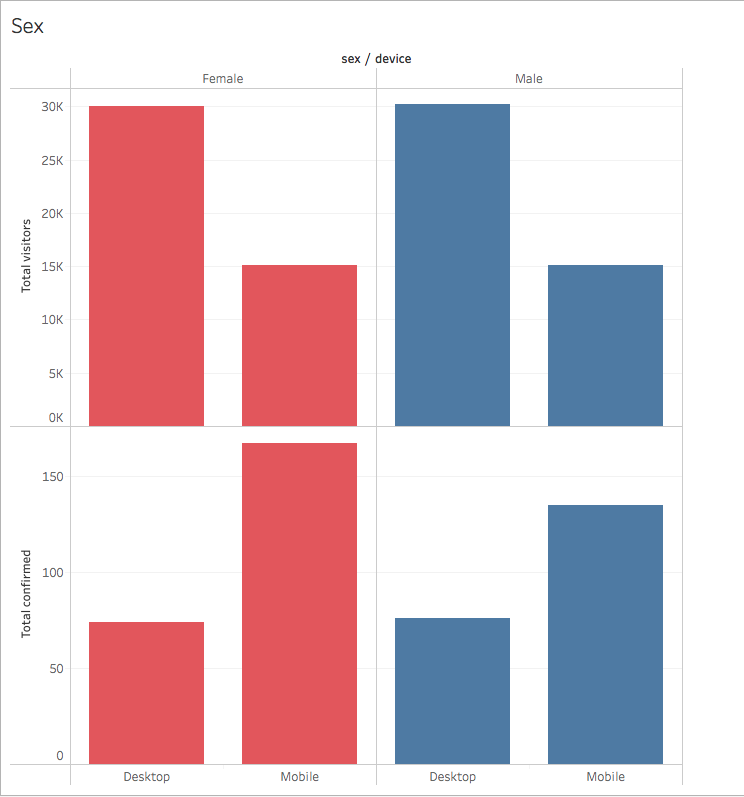 Sex
sex / device
Female Male
Total visitors
30K
25K
20K
15K
10K
5K
0K
Total confirmed
150
100
50
0
Desktop Mobile Desktop Mobile